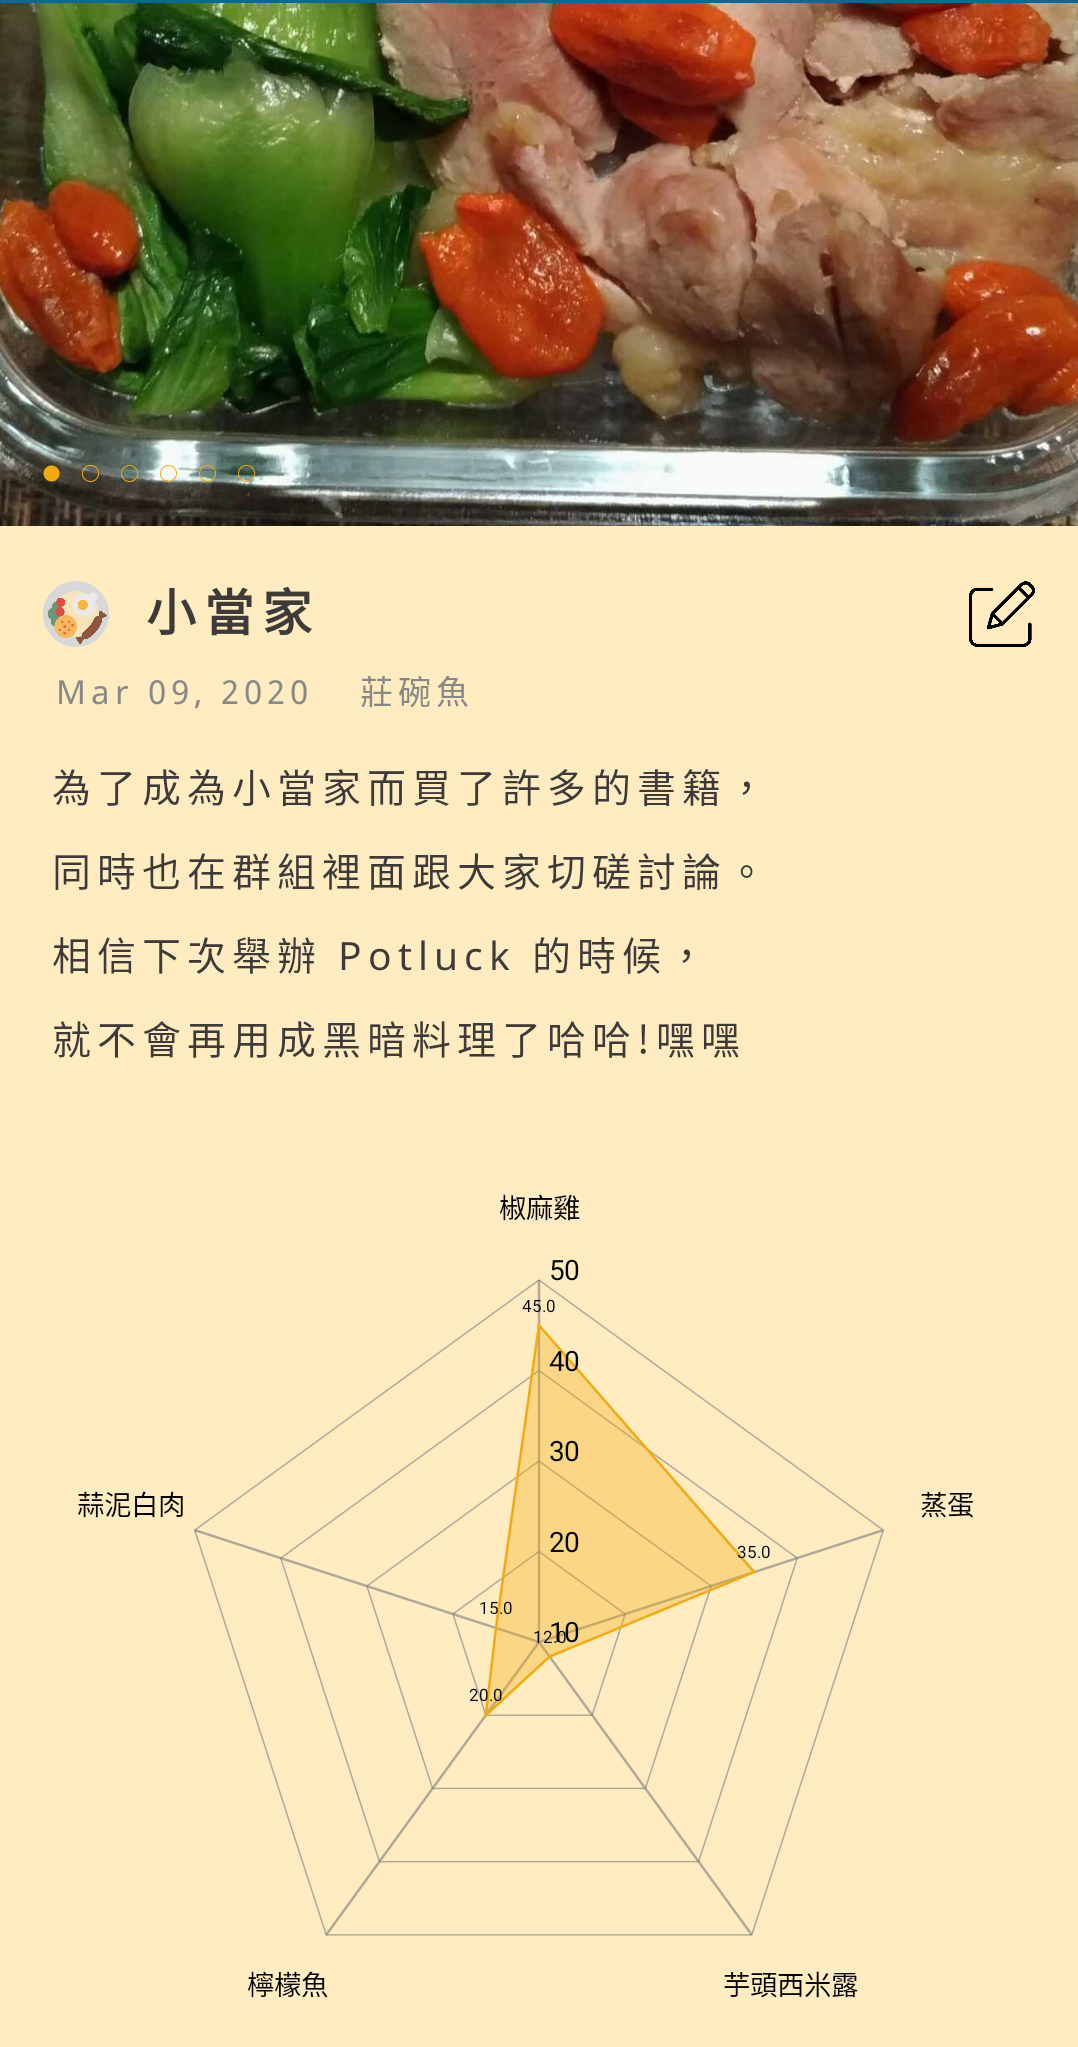 小當家
Mar 09, 2020 莊碗魚
為了成為小當家而買了許多的書籍，
同時也在群組裡面跟大家切磋討論。
相信下次舉辦 Potluck 的時候，
就不會再用成黑暗料理了哈哈!嘿嘿
椒麻雞
50
45.0
40
30
蒜泥白肉
蒸蛋
20
35.0
15.0
10
12.0
20.0
檸檬魚
芋頭西米露